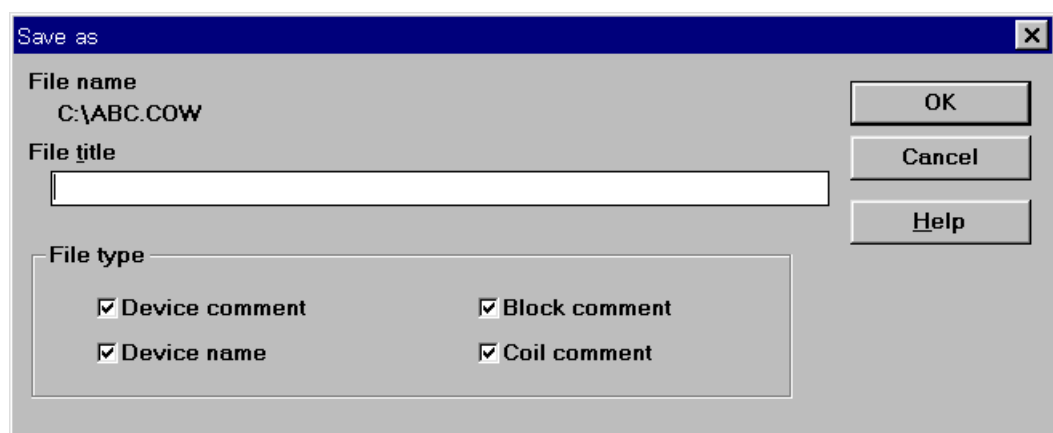 Save as
File name
C:\ABC.COW
OK
File title
Cancel
Help
File type
Device comment
Block comment
Device name
Coil comment